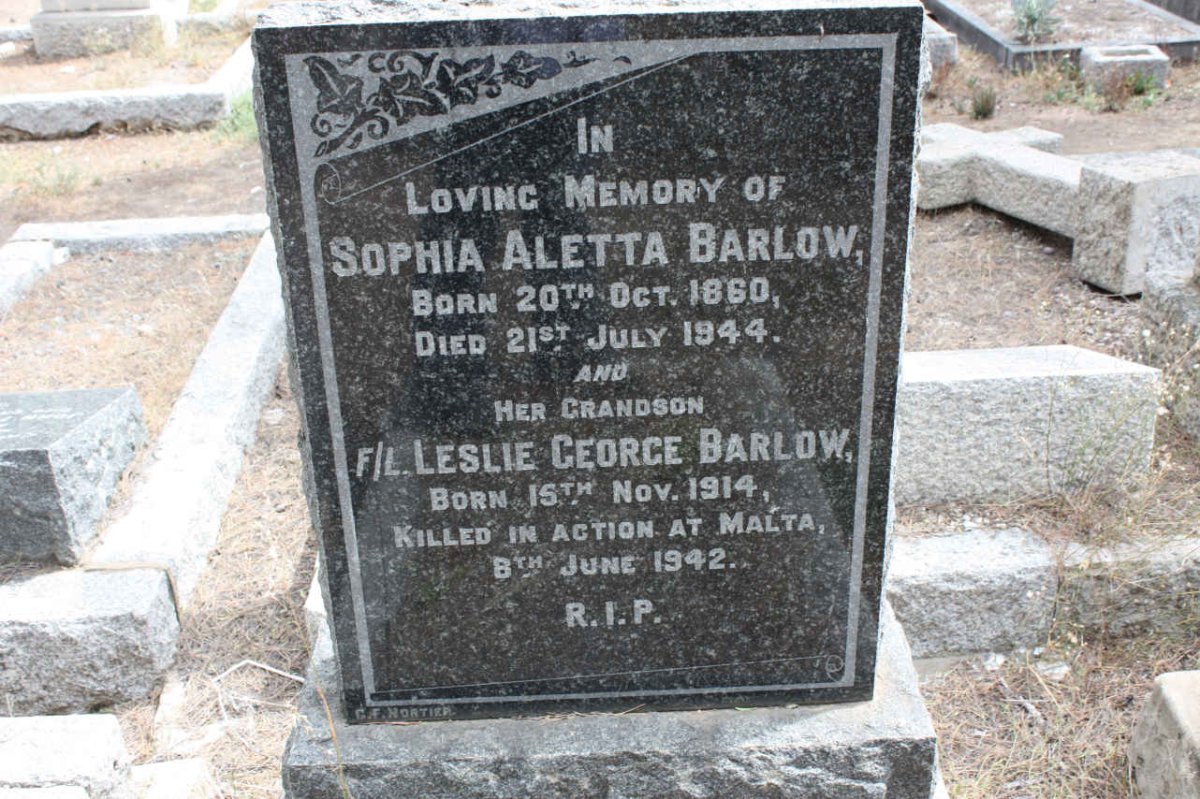 IN
LOVING MEMORY OF
SOPHIA ALETTA BARLOW,
BORN 20TH OCT. 1860,
DIED 21ST JULY 1944.
AND
HER GRANDSON
F/L. LESLIE GEORGE BARLOW,
BORN 15TH NOV. 1914,
KILLED IN ACTION AT MALTA,
8TH JUNE 1942.
R.I.P.
NORTIER